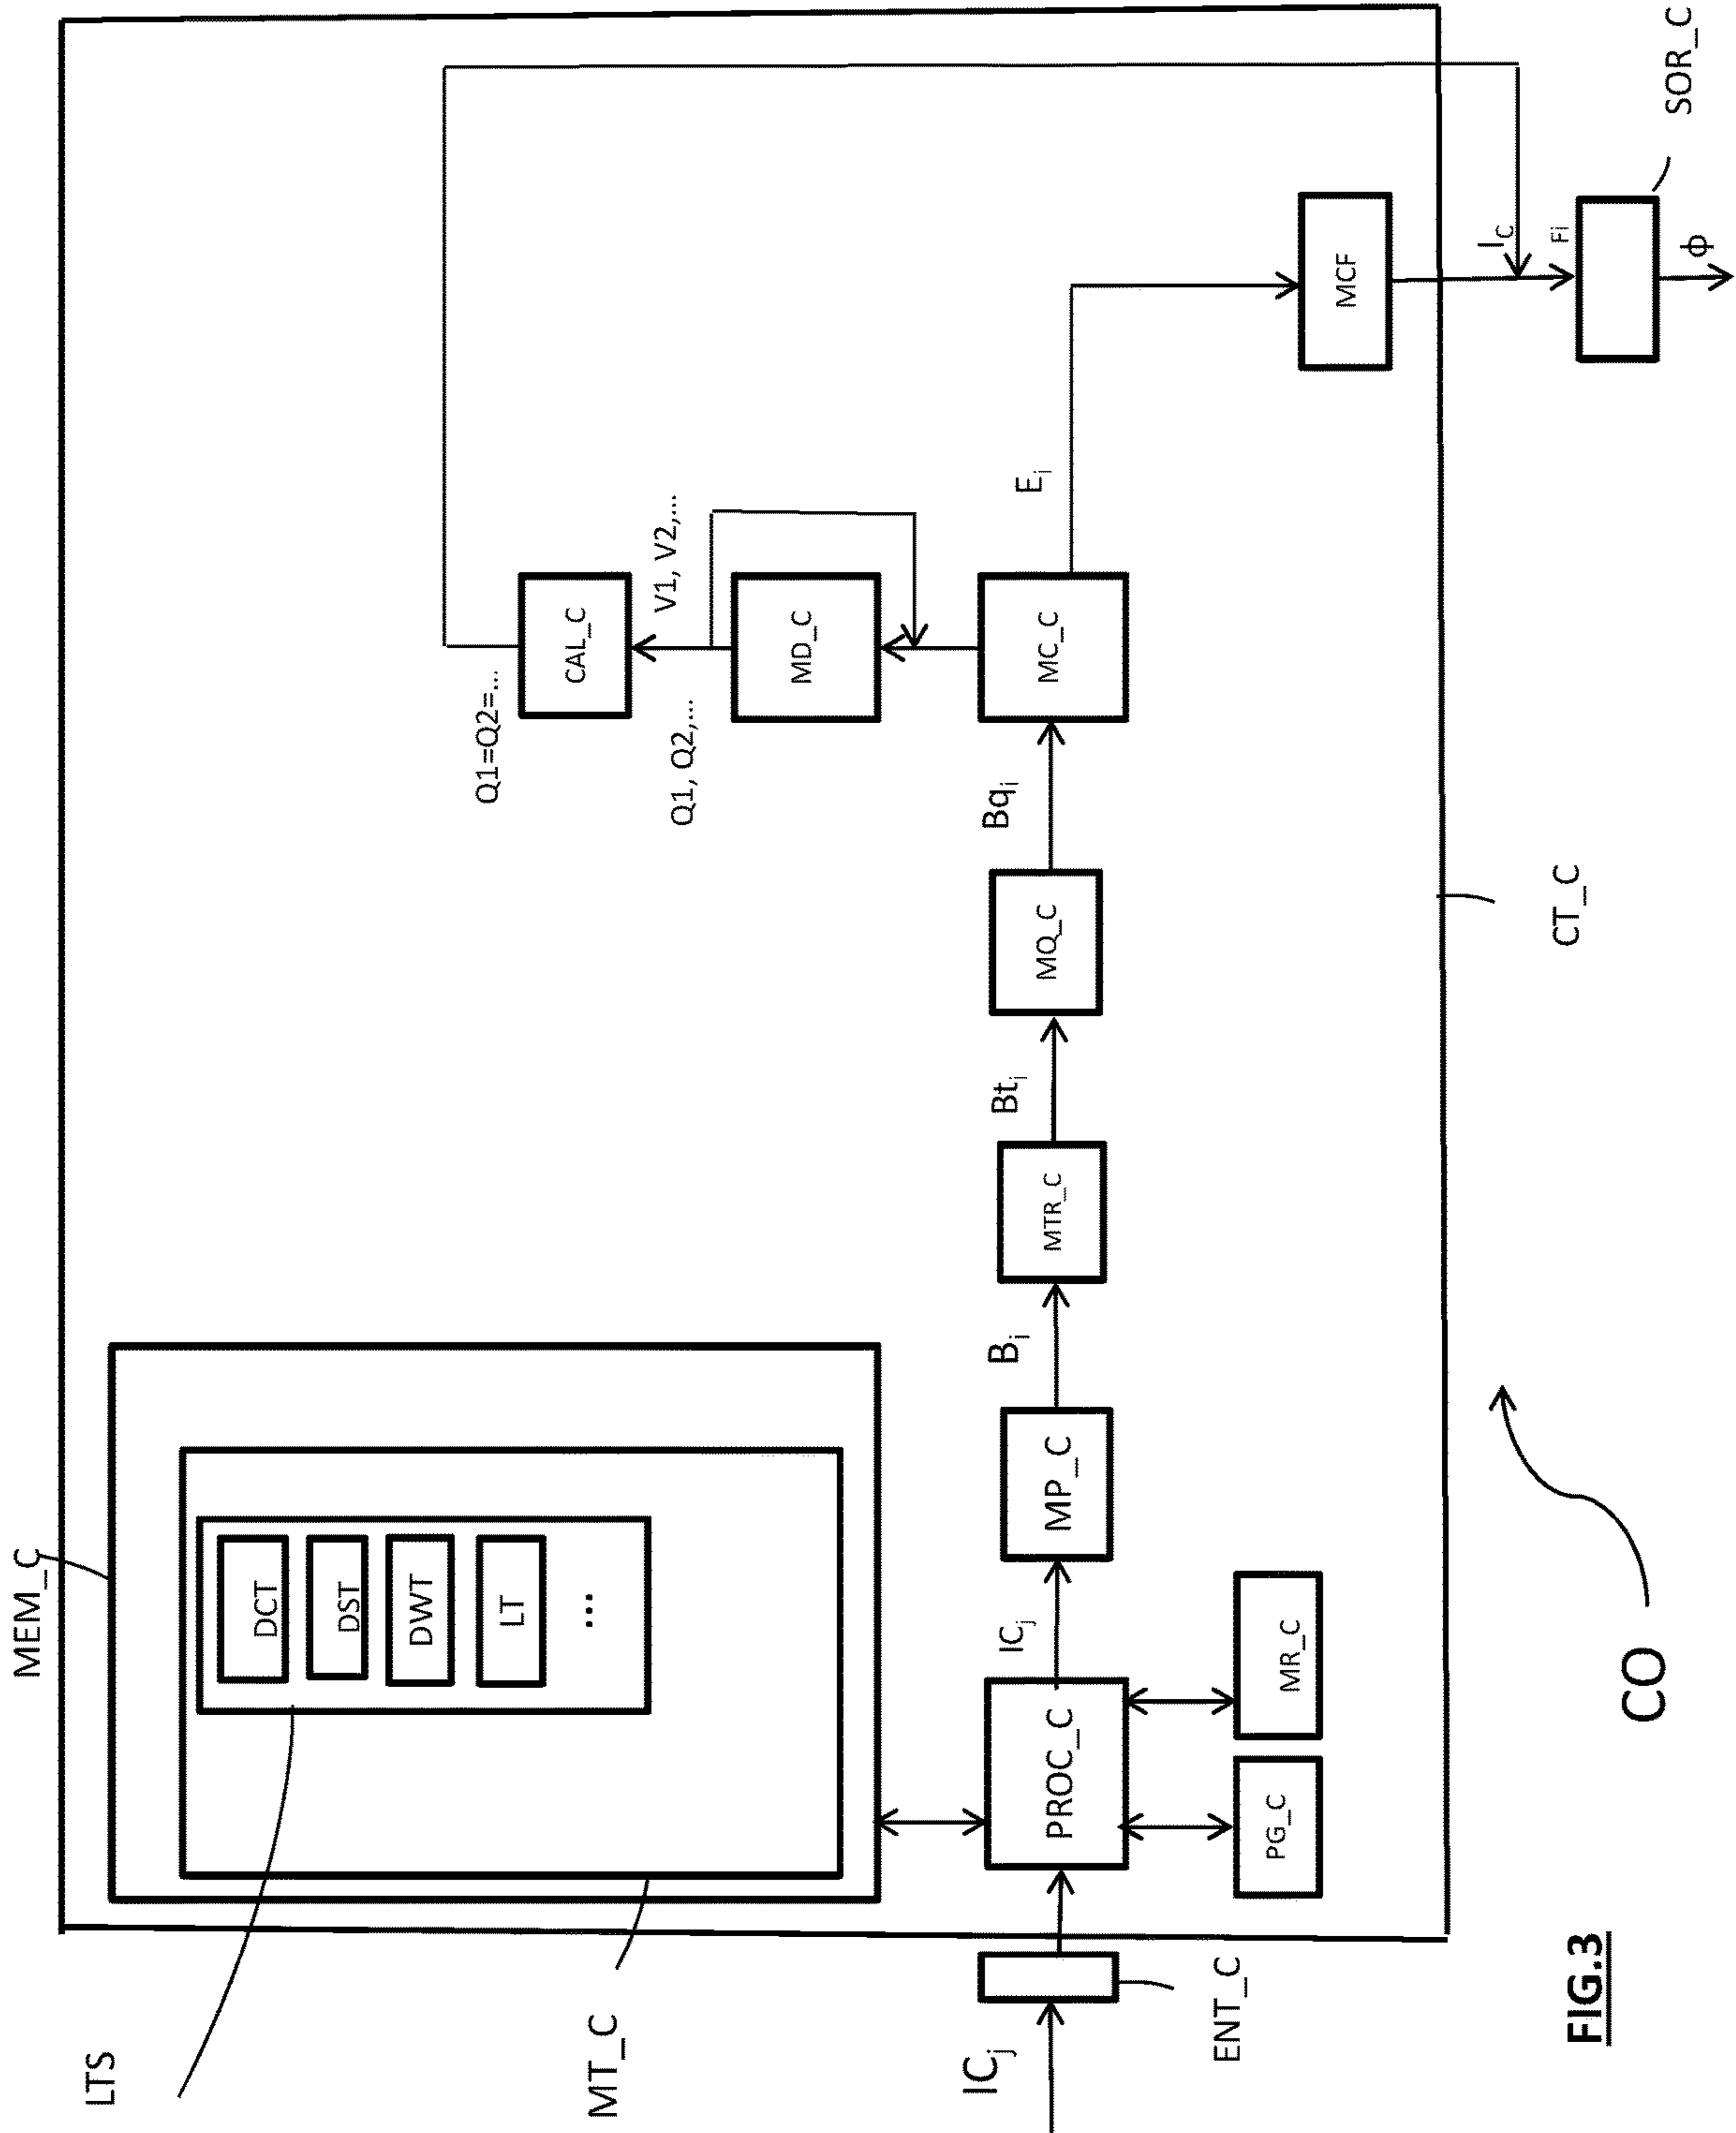 MEM_C
LTS
MT_C
DCT
DST
DWT
LT
...
Q1=Q2=...
CAL_C
V1, V2,...
Q1, Q2,...
MD_C
IC_j
ENT_C
PROC_C
IC_j
MP_C
B_i
MTR_C
Bt_i
MQ_C
Bq_i
MC_C
E_i
PG_C
MR_C
MCF
I_C
Fi
SOR_C
Φ
CT_C
CO
FIG.3